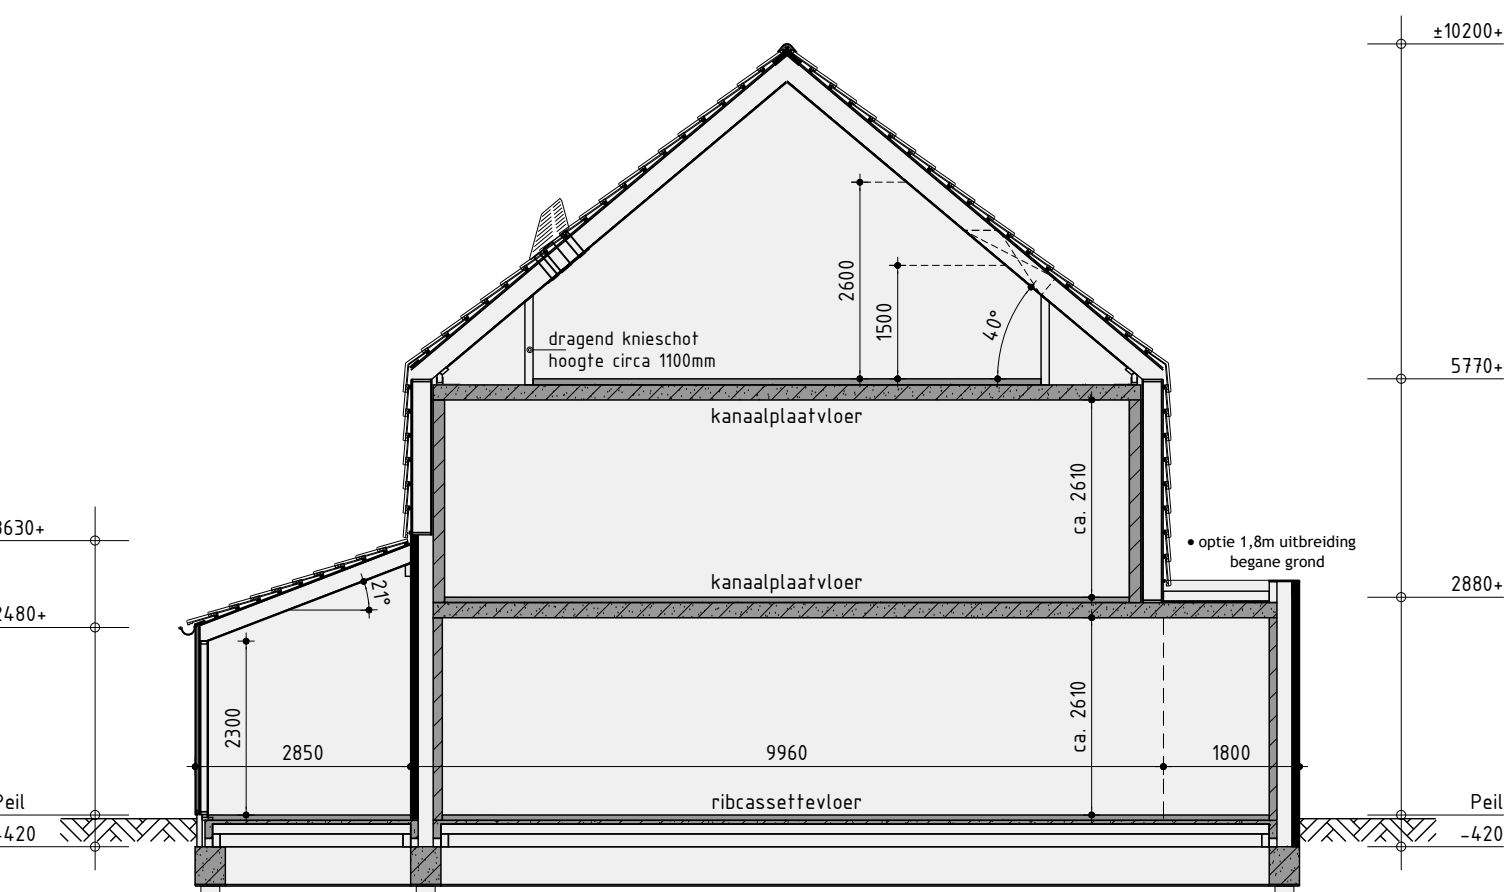 ±10200+
2600
1500
40°
dragend knieschot
hoogte circa 1100mm
5770+
kanaalplaatvloer
ca. 2610
3630+
• optie 1,8m uitbreiding
begane grond
21°
kanaalplaatvloer
2880+
2480+
2300
2850
9960
ca. 2610
1800
ribcassettevloer
Peil
Peil
-420
-420